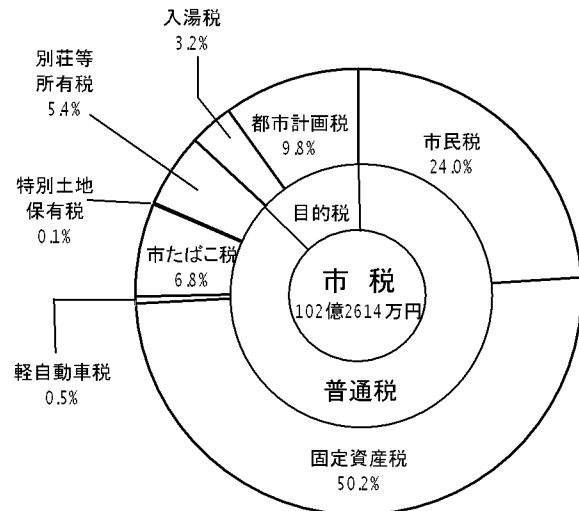 入湯税
3.2%
別荘等
所有税
5.4%
都市計画税
9.8%
市民税
24.0%
特別土地
保有税
0.1%
目的税
市たばこ税
6.8%
市 税
102億2614万円
軽自動車税
0.5%
普通税
固定資産税
50.2%